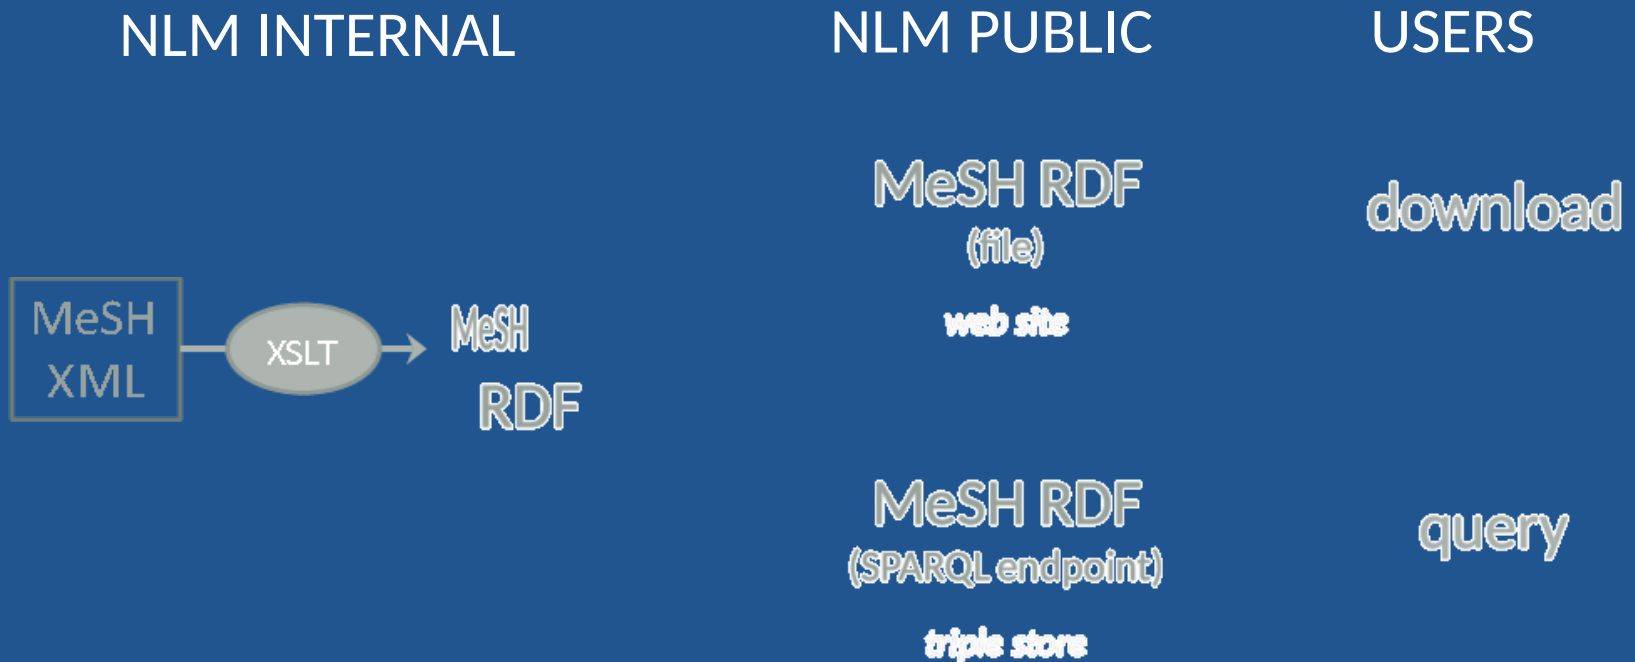 NLM INTERNAL
NLM PUBLIC
USERS
MeSH
XML
XSLT
MeSH
RDF
MeSH RDF
(file)
web site
download
MeSH RDF
(SPARQL endpoint)
triple store
query